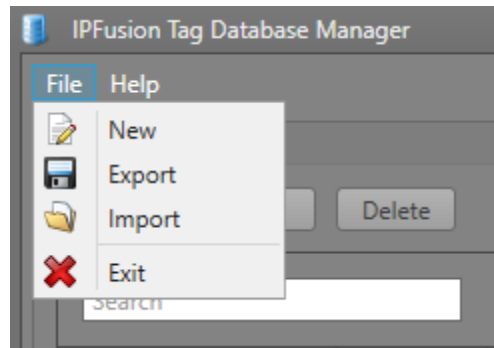 IPFusion Tag Database Manager
File Help
New
Export
Delete
Import
Exit
Search